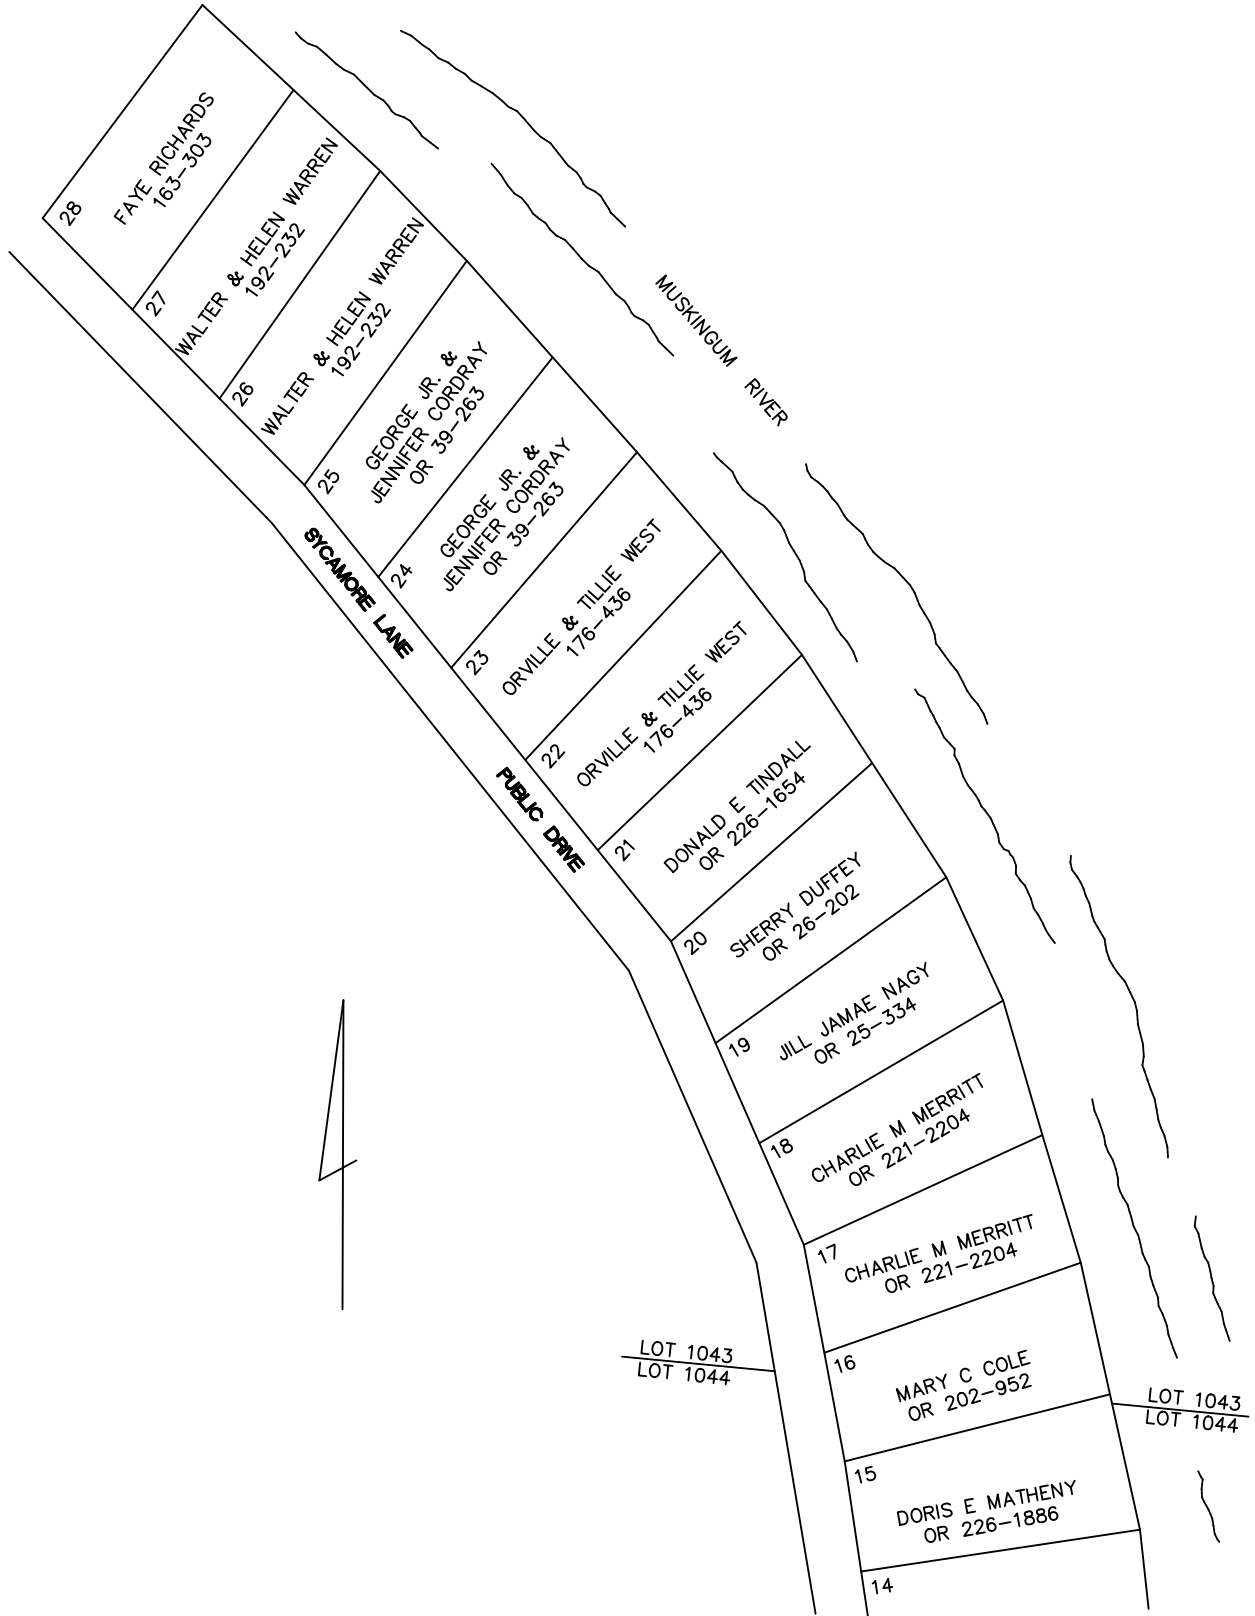 28
FAYE RICHARDS
163-303
27
WALTER & HELEN WARREN
192-232
26
WALTER & HELEN WARREN
192-232
25
GEORGE JR. &
JENNIFER CORDRAY
OR 39-263
24
GEORGE JR. &
JENNIFER CORDRAY
OR 39-263
23
ORVILLE & TILLIE WEST
176-436
22
ORVILLE & TILLIE WEST
176-436
21
DONALD E TINDALL
OR 226-1654
20
SHERRY DUFFEY
OR 26-202
19
JILL JAMAE NAGY
OR 25-334
18
CHARLIE M MERRITT
OR 221-2204
17
CHARLIE M MERRITT
OR 221-2204
16
MARY C COLE
OR 202-952
15
DORIS E MATHENY
OR 226-1886
14
MUSKINGUM RIVER
SYCAMORE LANE
PUBLIC DRIVE
LOT 1043
LOT 1044
LOT 1043
LOT 1044